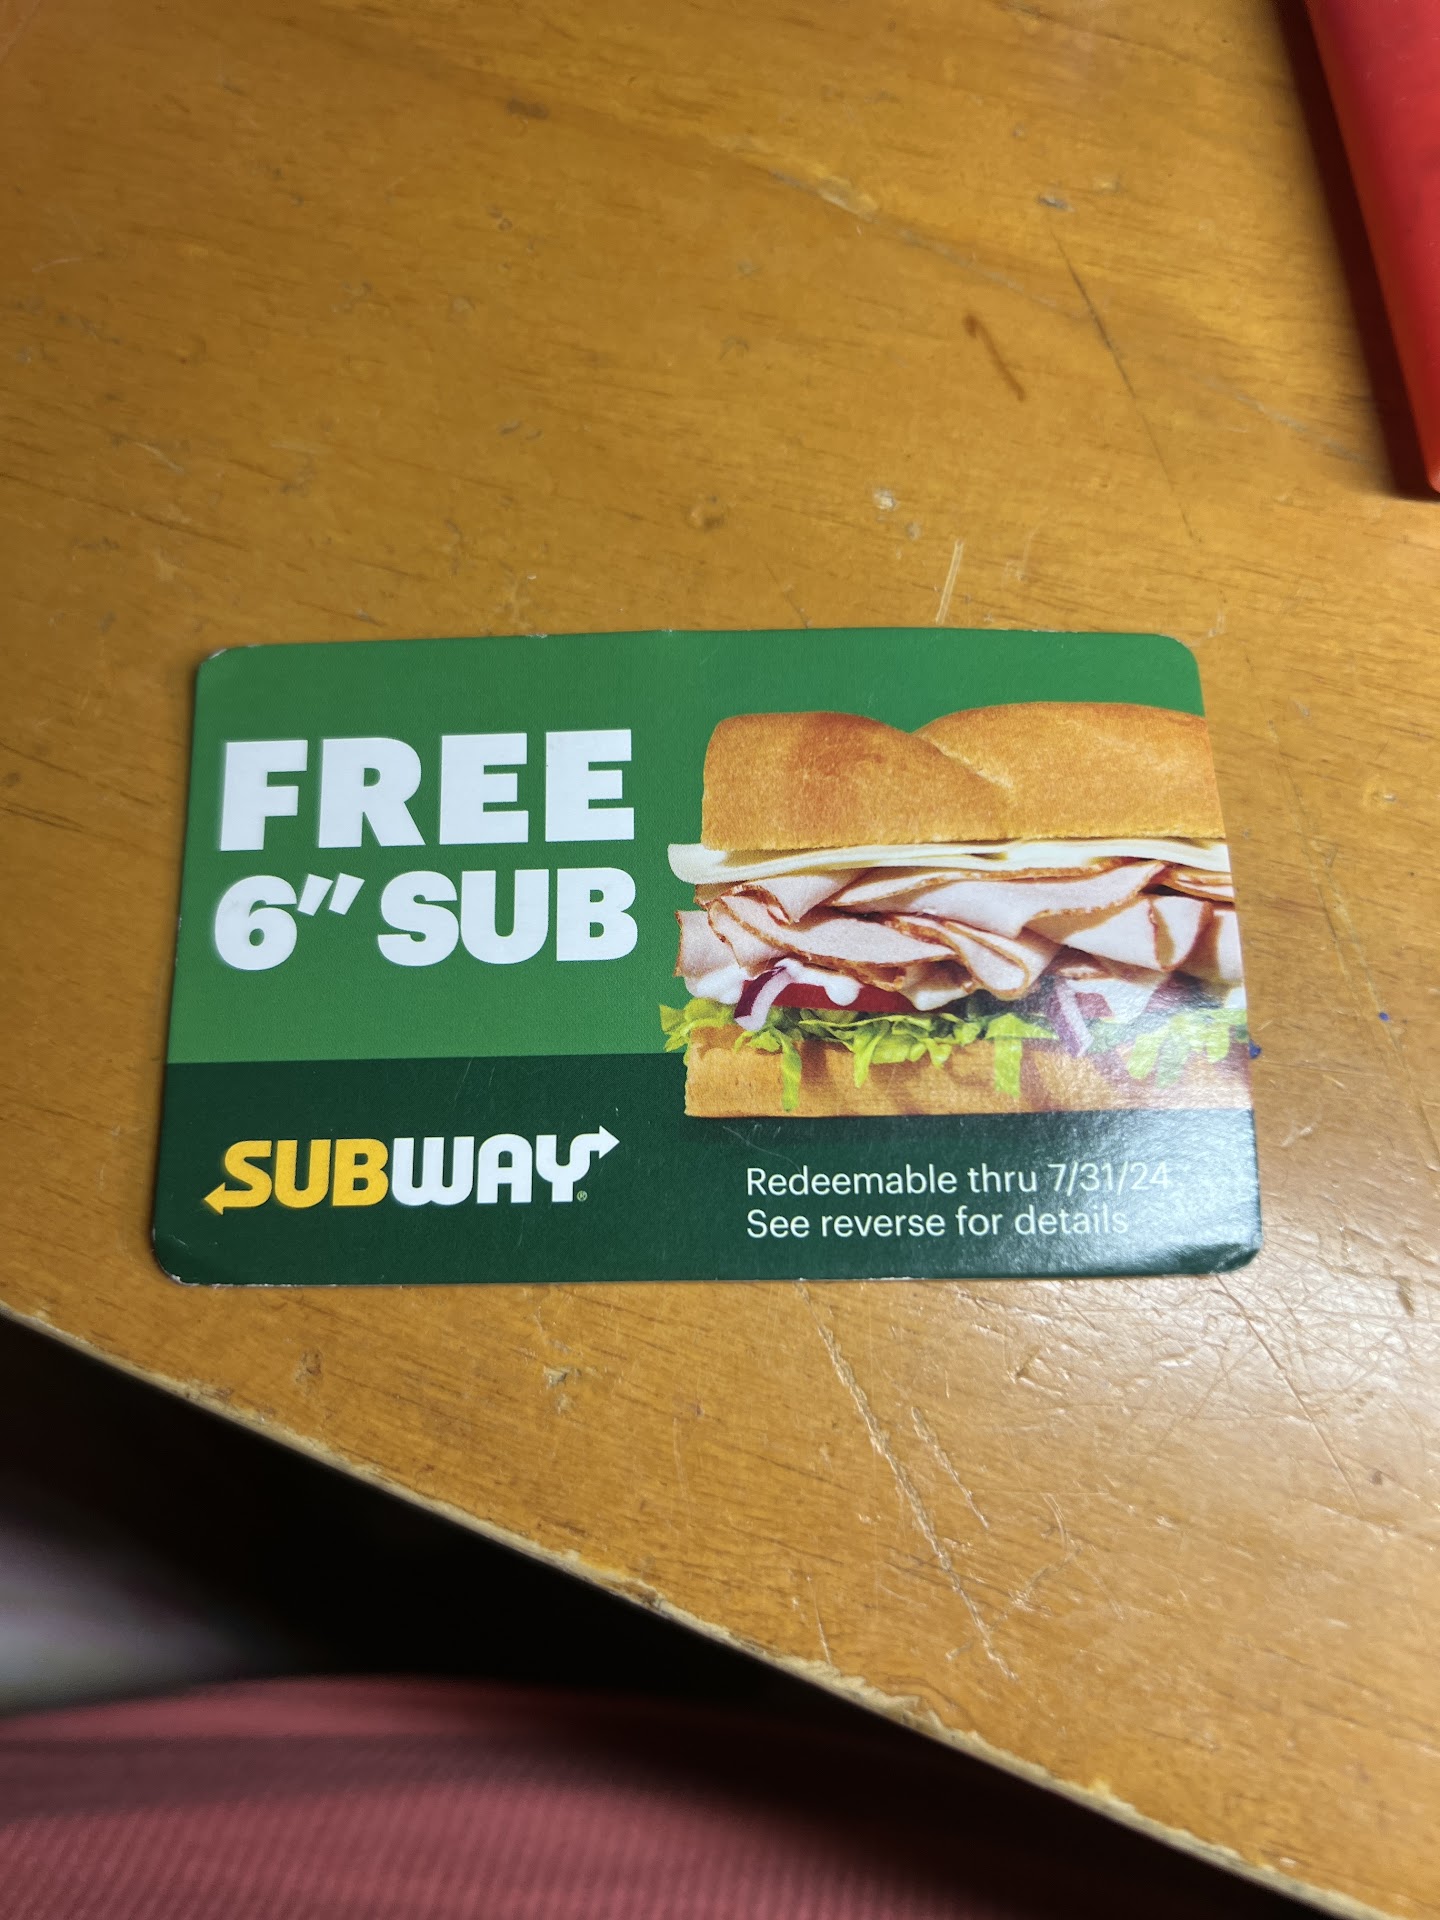 FREE
6" SUB
SUBWAY®
Redeemable thru 7/31/24.
See reverse for details